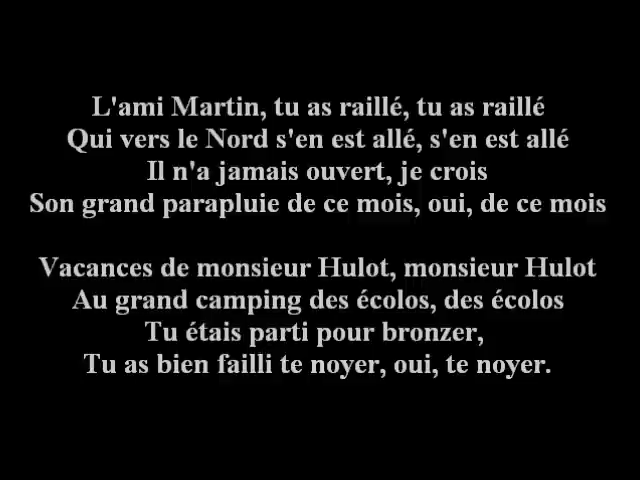 L'ami Martin, tu as raillé, tu as raillé
Qui vers le Nord s'en est allé, s'en est allé
Il n'a jamais ouvert, je crois
Son grand parapluie de ce mois, oui, de ce mois
Vacances de monsieur Hulot, monsieur Hulot
Au grand camping des écolos, des écolos
Tu étais parti pour bronzer,
Tu as bien failli te noyer, oui, te noyer.